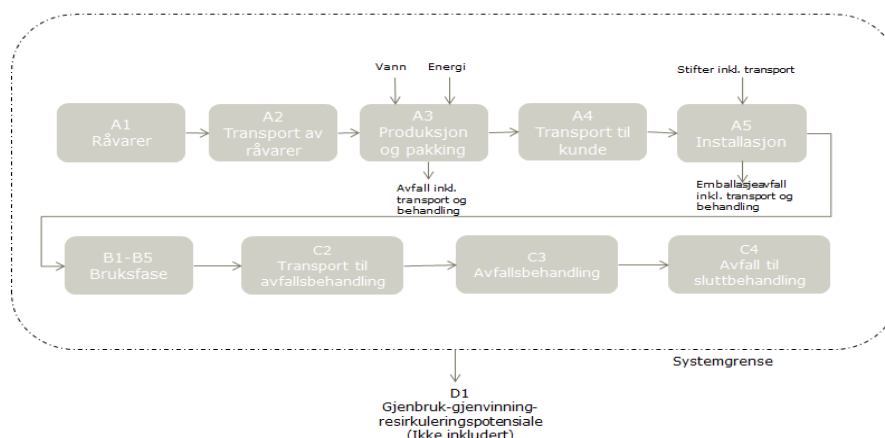 Vann
Energi
Stifter inkl. transport
A1
Råvarer
A2
Transport av
råvarer
A3
Produksjon
og pakking
A4
Transport til
kunde
A5
Installasjon
Avfall inkl.
transport og
behandling
Emballasjeavfall
inkl. transport og
behandling
B1-B5
Bruksfase
C2
Transport til
avfallsbehandling
C3
Avfallsbehandling
C4
Avfall til
sluttbehandling
Systemgrense
D1
Gjenbruk-gjenvinning-
resirkuleringspotensiale
(Ikke inkludert)